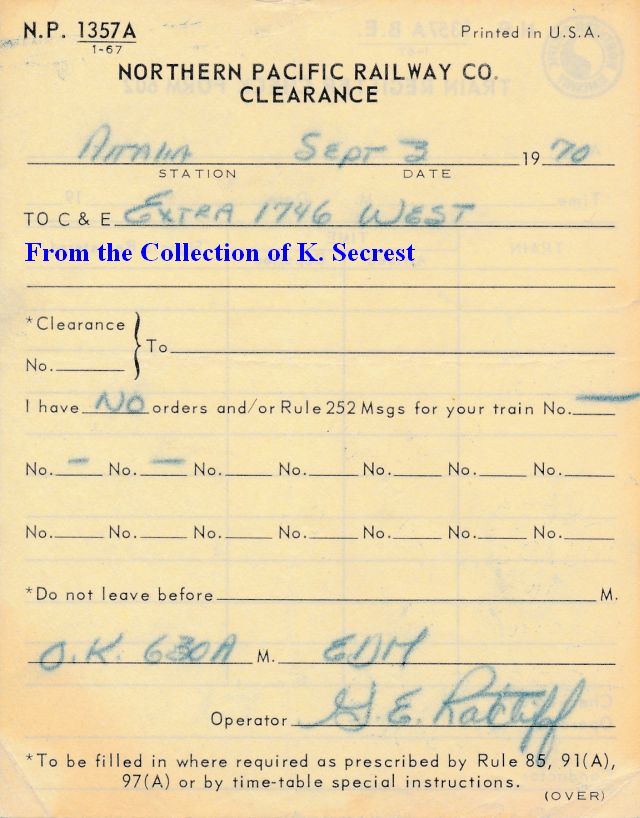 N.P. 1357A Printed in U.S.A.
1-67
NORTHERN PACIFIC RAILWAY CO.
CLEARANCE
SEPT 3 1970
STATION DATE
TO C & E EXTRA 1746 WEST
From the Collection of K. Secrest
*Clearance
No. } To
I have NO orders and/or Rule 252 Msgs for your train No. —
No. — No. — No. No. No. No. No.
No. No. No. No. No. No. No.
*Do not leave before M.
O.K. 630A M. EDM
Operator G. E. Ratcliff
*To be filled in where required as prescribed by Rule 85, 91(A),
97(A) or by time-table special instructions.
(OVER)